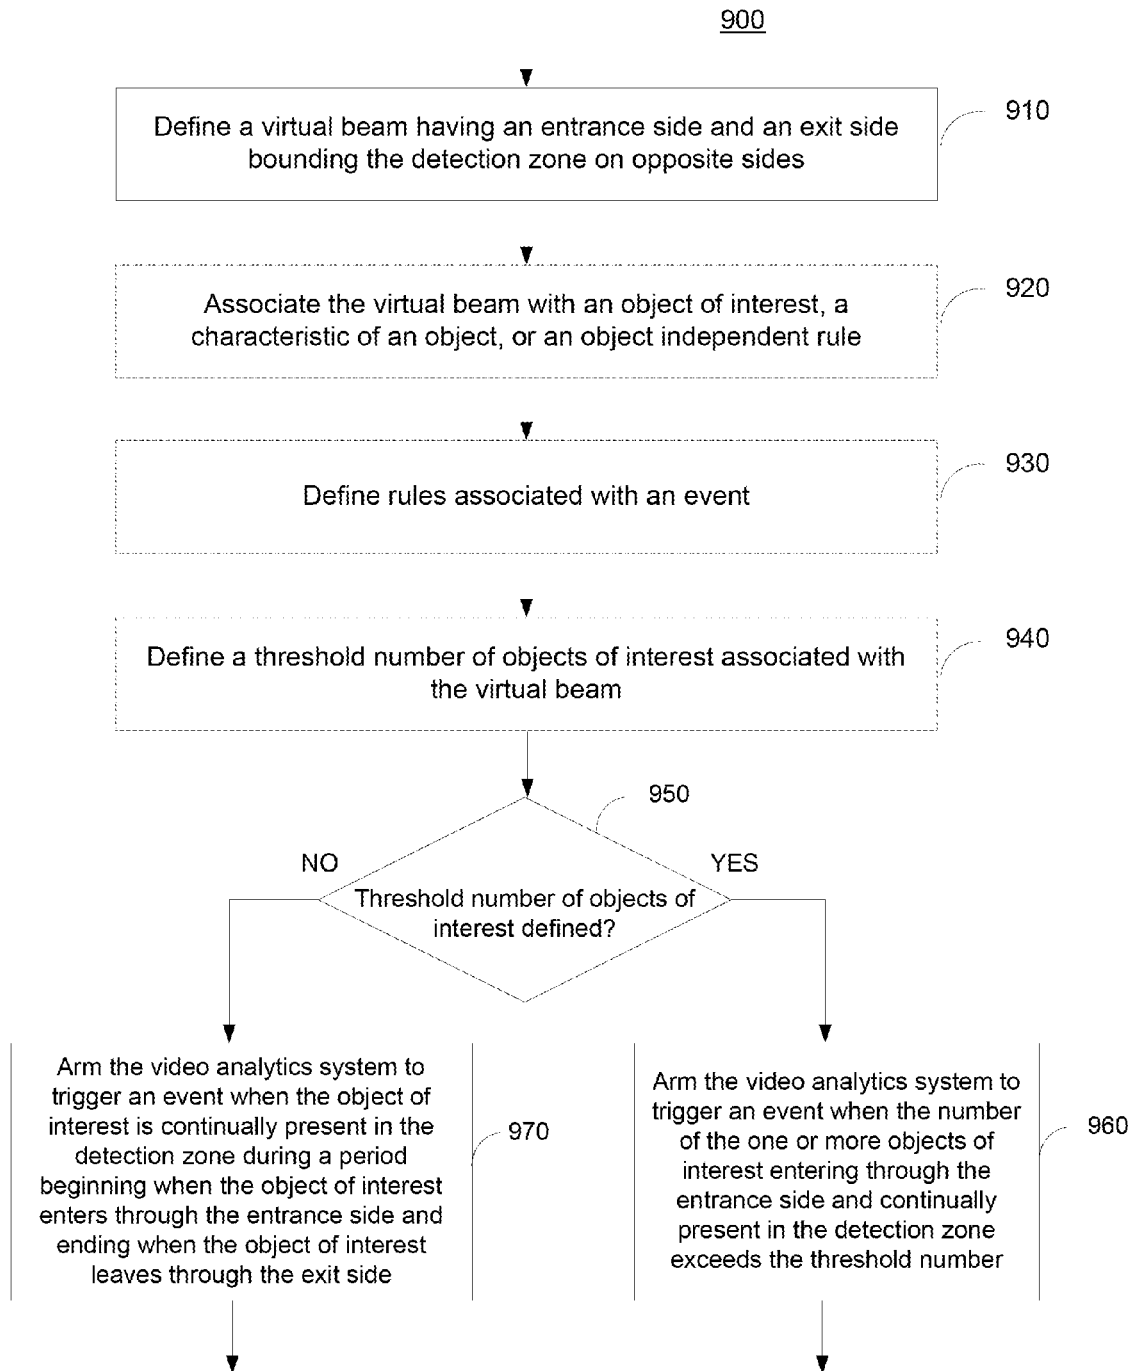 900
Define a virtual beam having an entrance side and an exit side
bounding the detection zone on opposite sides
910
Associate the virtual beam with an object of interest, a
characteristic of an object, or an object independent rule
920
Define rules associated with an event
930
Define a threshold number of objects of interest associated with
the virtual beam
940
950
NO
YES
Threshold number of objects of
interest defined?
Arm the video analytics system to
trigger an event when the object of
interest is continually present in the
detection zone during a period
beginning when the object of interest
enters through the entrance side and
ending when the object of interest
leaves through the exit side
970
Arm the video analytics system to
trigger an event when the number
of the one or more objects of
interest entering through the
entrance side and continually
present in the detection zone
exceeds the threshold number
960